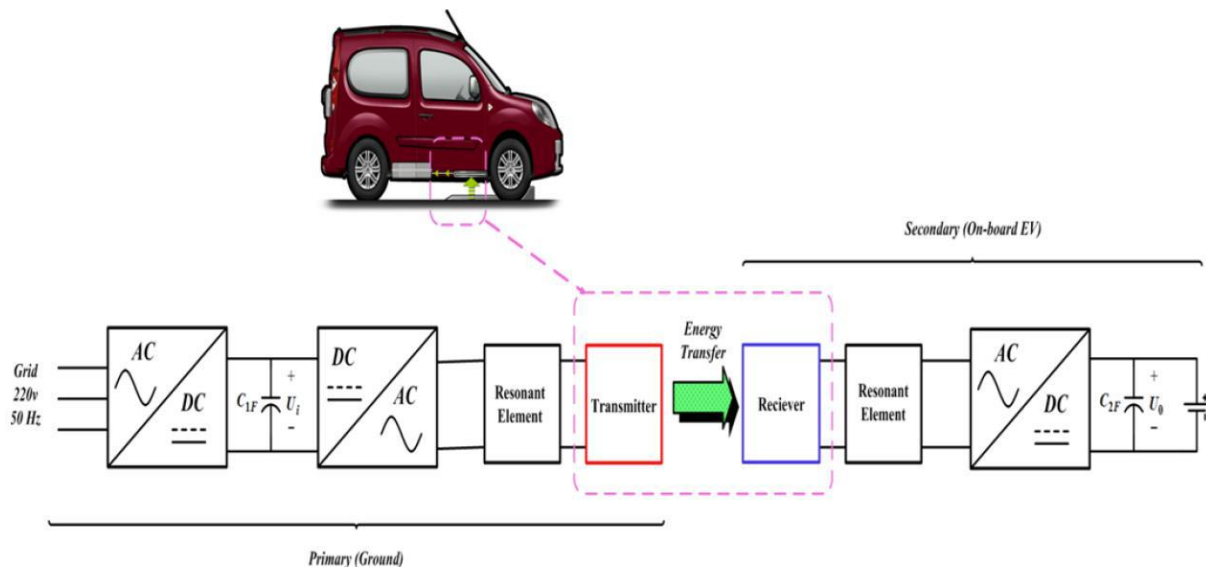 Secondary (On-board EV)
Energy
Transfer
Grid
220v
50 Hz
AC
DC
C1F
+
Ui
−
DC
AC
Resonant
Element
Transmitter
Reciever
Resonant
Element
AC
DC
C2F
+
U0
−
Primary (Ground)